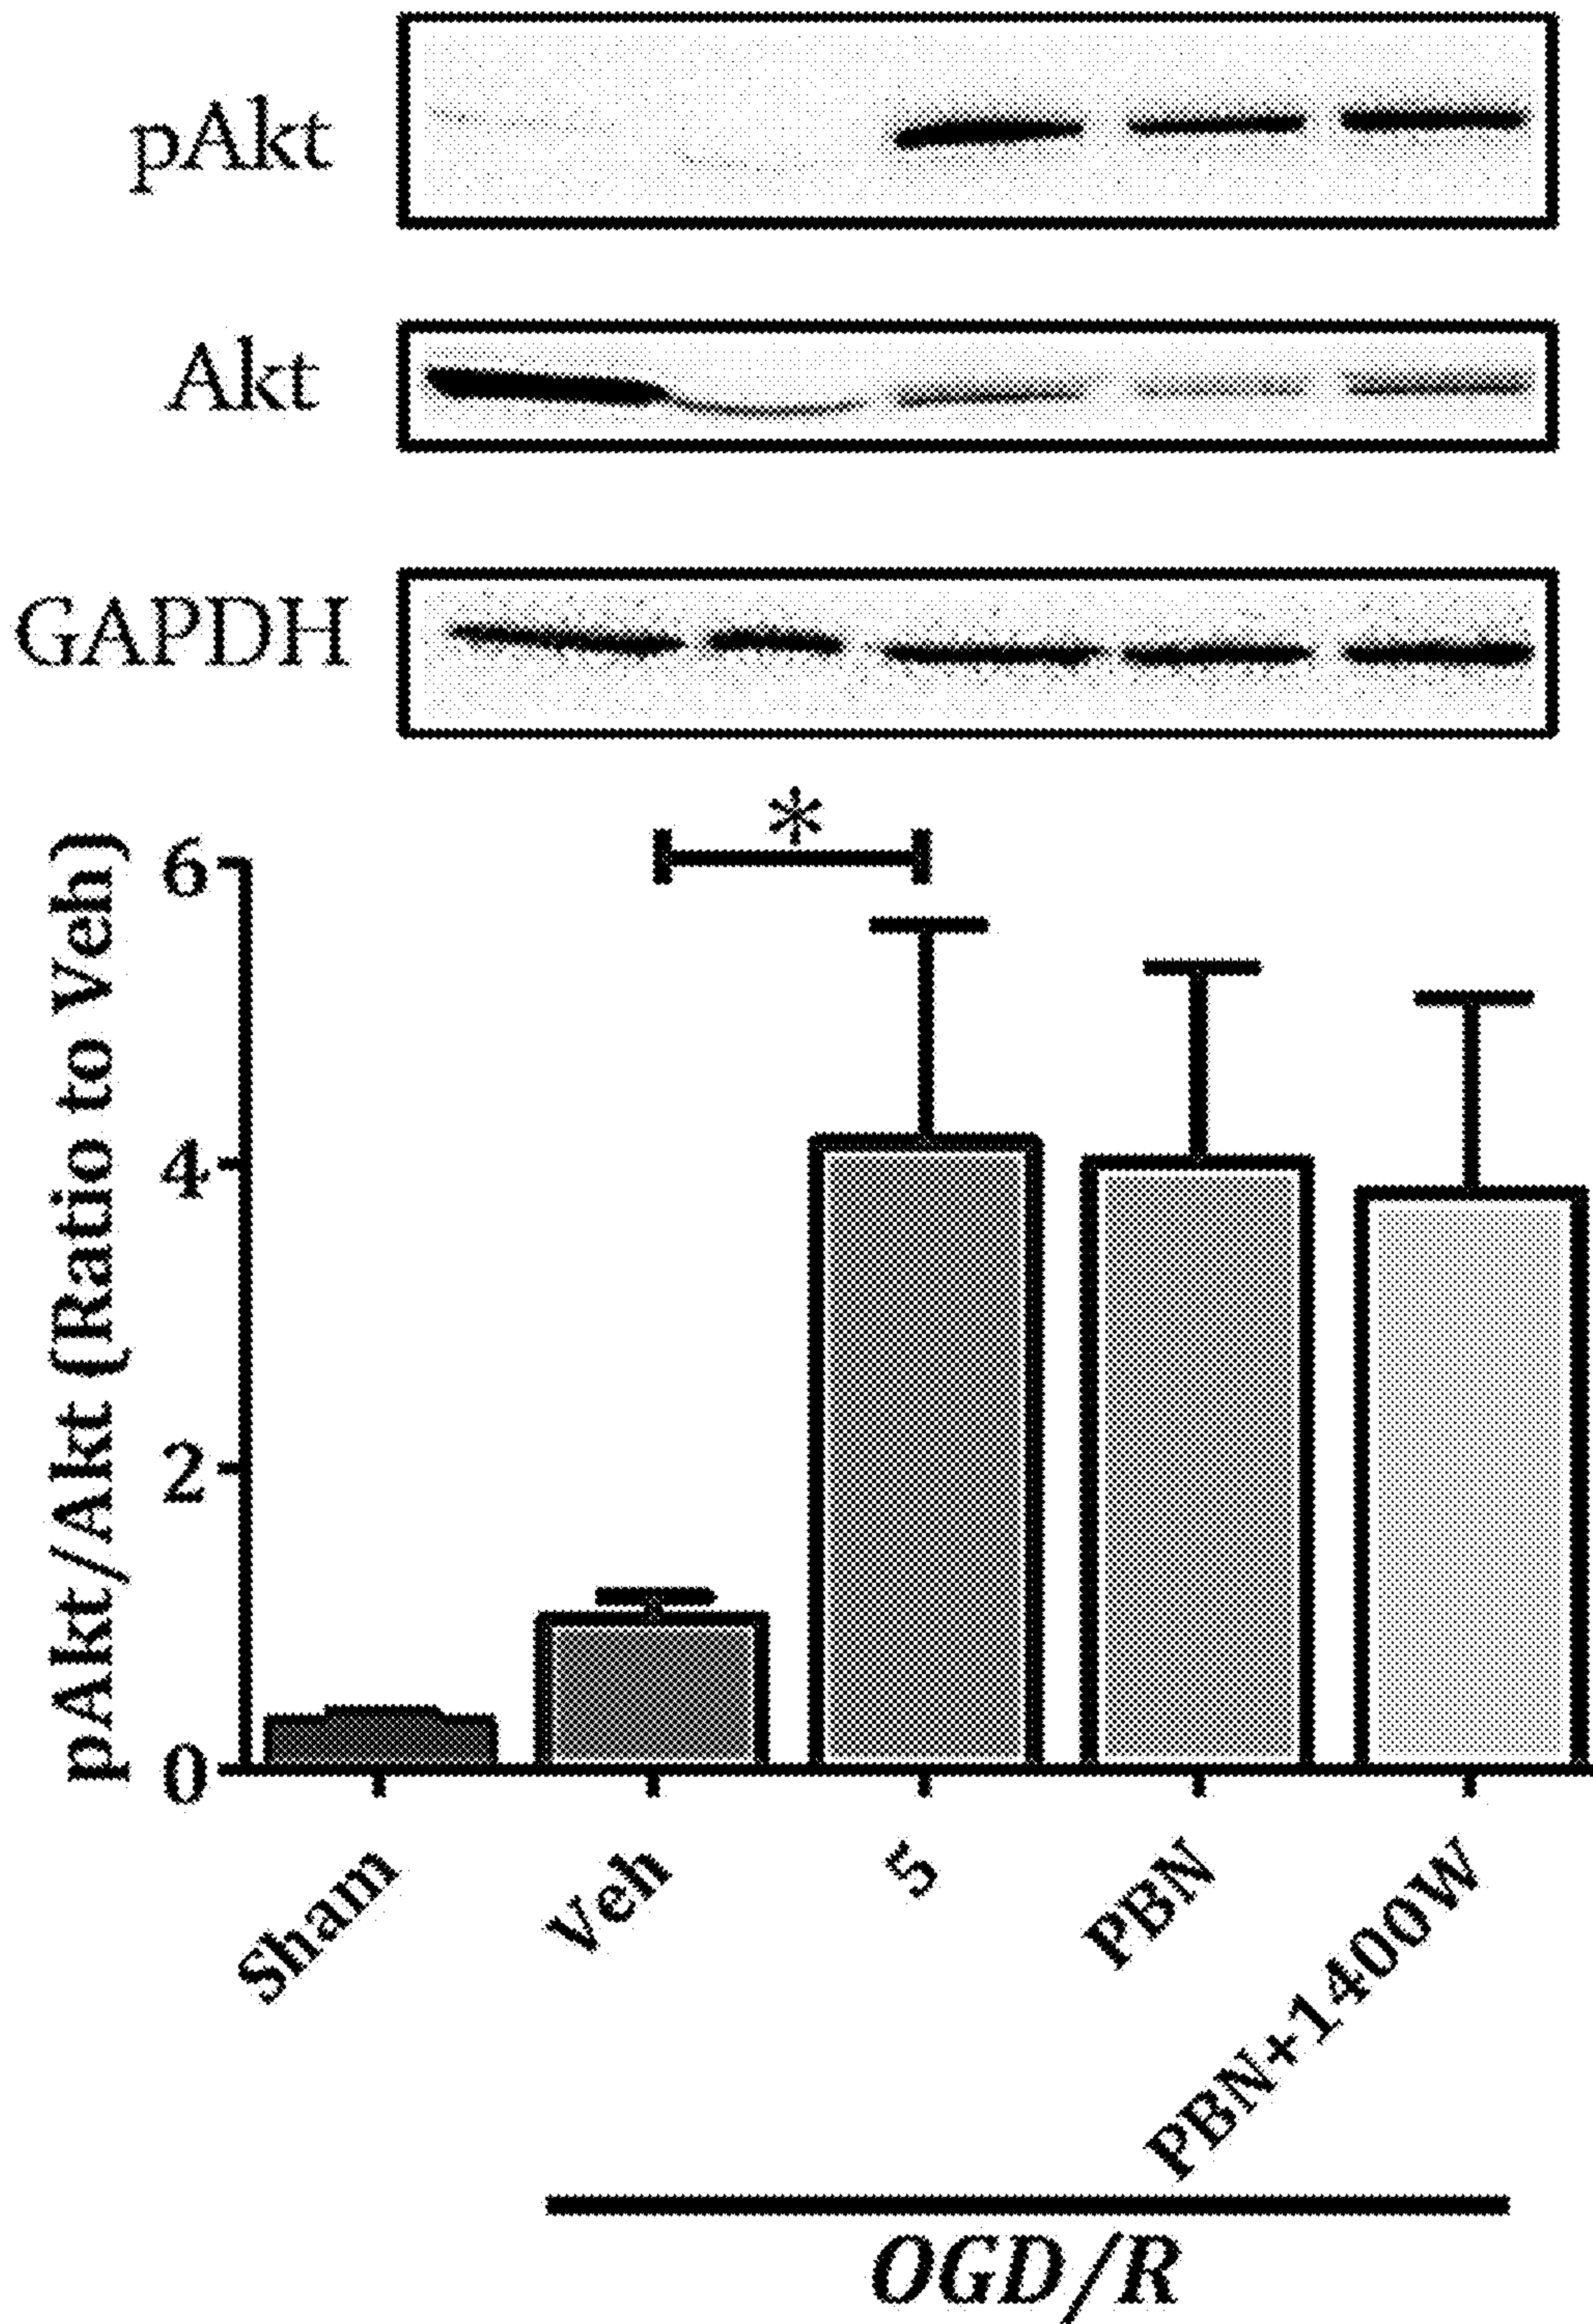 pAkt
Akt
GAPDH
*
pAkt/Akt (Ratio to Veh)
6
4
2
0
Sham
Veh
5
PBN
PBN+1400W
OGD/R